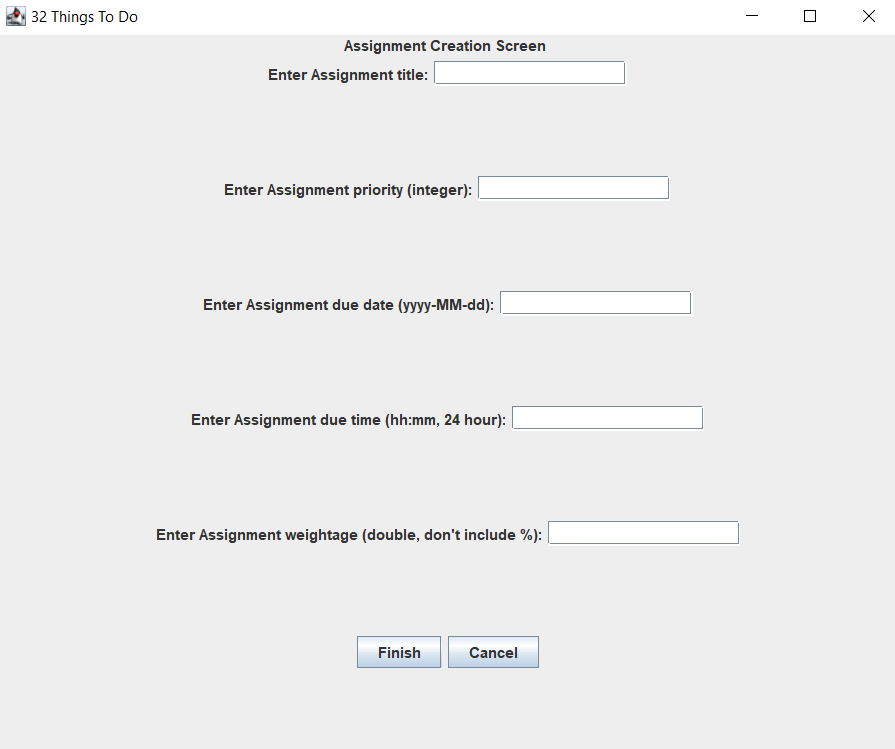 32 Things To Do
Assignment Creation Screen
Enter Assignment title:
Enter Assignment priority (integer):
Enter Assignment due date (yyyy-MM-dd):
Enter Assignment due time (hh:mm, 24 hour):
Enter Assignment weightage (double, don't include %):
Finish Cancel